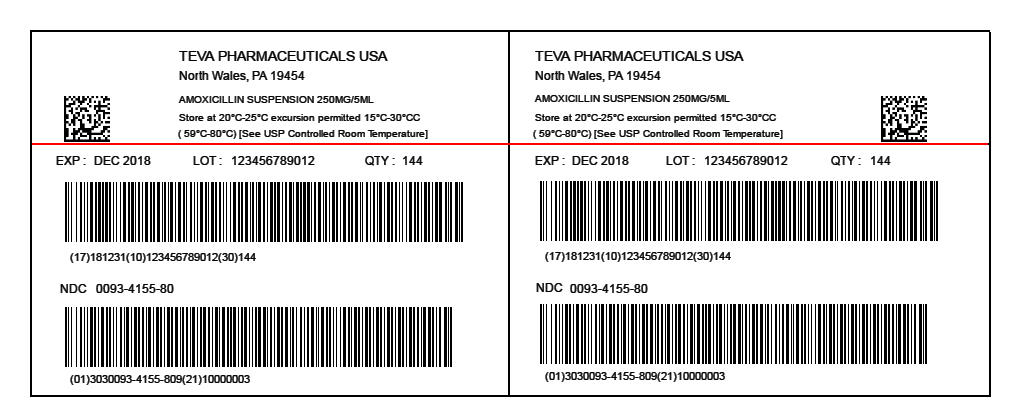 TEVA PHARMACEUTICALS USA
North Wales, PA 19454
AMOXICILLIN SUSPENSION 250MG/5ML
Store at 20°C-25°C excursion permitted 15°C-30°CC
( 59°C-80°C) [See USP Controlled Room Temperature]
EXP : DEC 2018 LOT : 123456789012 QTY : 144
(17)181231(10)123456789012(30)144
NDC 0093-4155-80
(01)3030093-4155-809(21)10000003
TEVA PHARMACEUTICALS USA
North Wales, PA 19454
AMOXICILLIN SUSPENSION 250MG/5ML
Store at 20°C-25°C excursion permitted 15°C-30°CC
( 59°C-80°C) [See USP Controlled Room Temperature]
EXP : DEC 2018 LOT : 123456789012 QTY : 144
(17)181231(10)123456789012(30)144
NDC 0093-4155-80
(01)3030093-4155-809(21)10000003